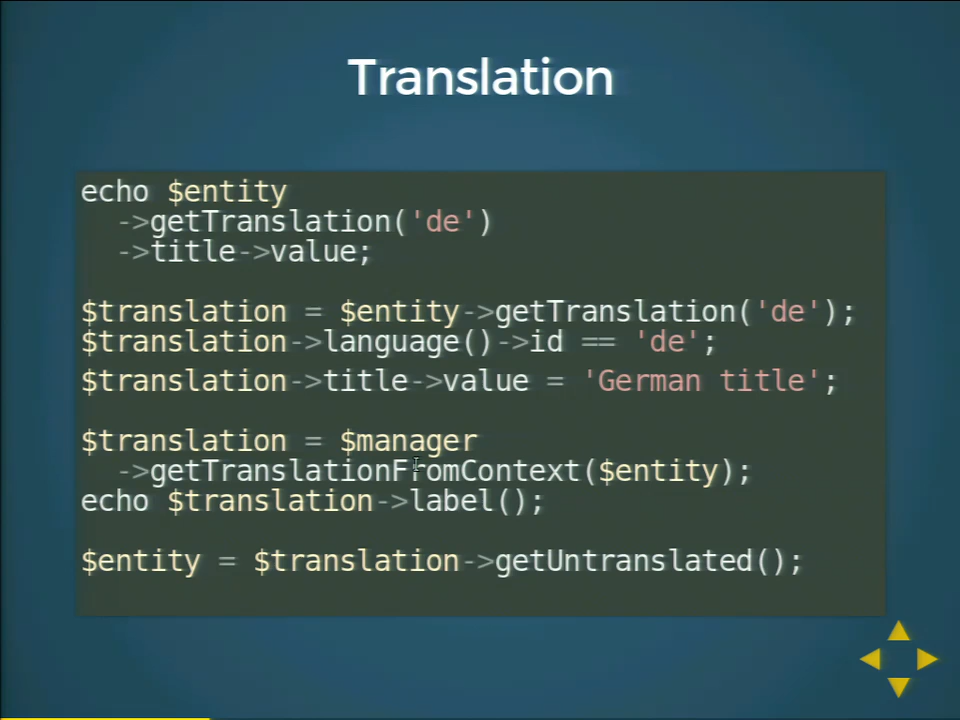 Translation
echo $entity
->getTranslation('de')
->title->value;
$translation = $entity->getTranslation('de');
$translation->language()->id == 'de';
$translation->title->value = 'German title';
$translation = $manager
->getTranslationFromContext($entity);
echo $translation->label();
$entity = $translation->getUntranslated();